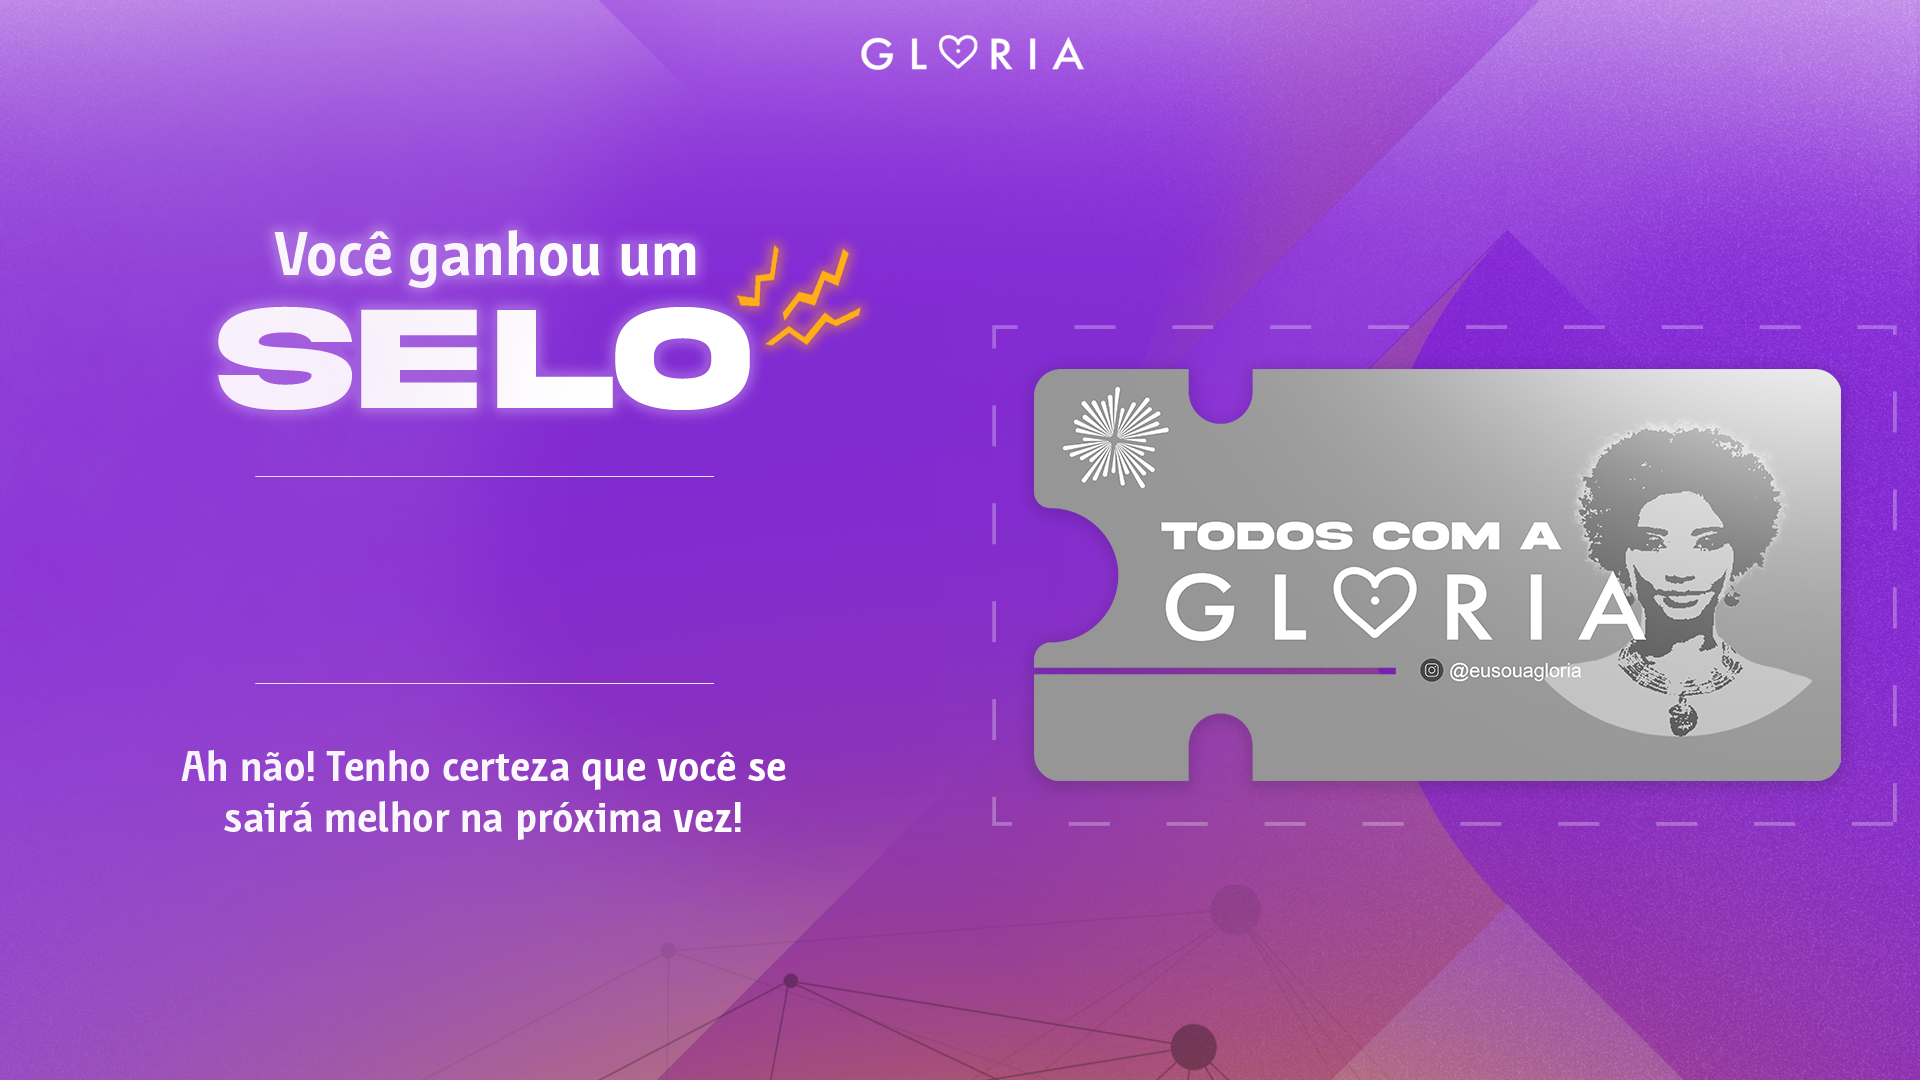 GLORIA
Você ganhou um
SELO
TODOS COM A
GLORIA
@eusouagloria
Ah não! Tenho certeza que você se
sairá melhor na próxima vez!